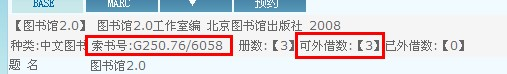 BASE MARC ▼ 预约
【图书馆2.0】【图书馆2.0工作室编 北京图书馆出版社 2008
种类:中文图书 索书号:G250.76/6058 册数:【3】可外借数:【3】已外借数:【0】
题 名 图书馆2.0